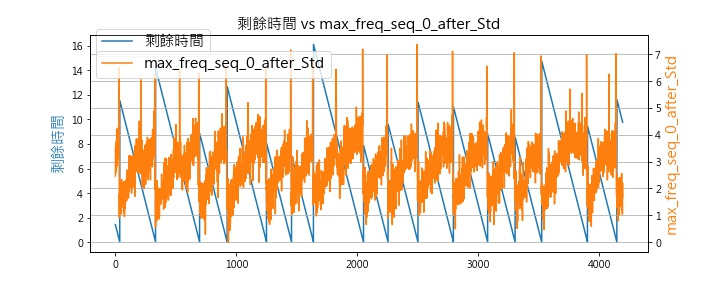 剩餘時間 vs max_freq_seq_0_after_Std
剩餘時間
max_freq_seq_0_after_Std
剩餘時間
16
14
12
10
8
6
4
2
0
7
6
5
4
3
2
1
0
max_freq_seq_0_after_Std
0 1000 2000 3000 4000